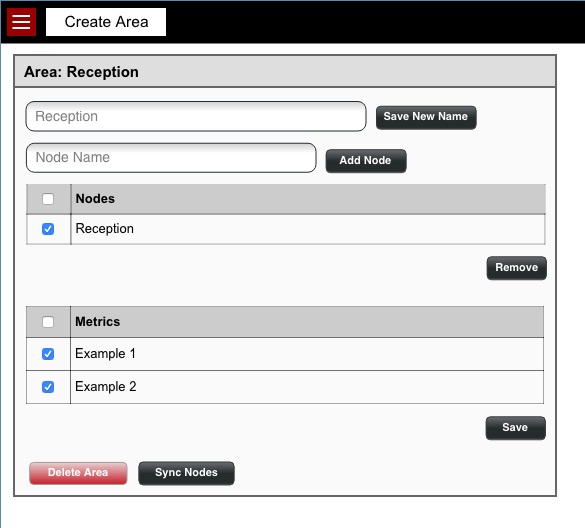 Create Area
Area: Reception
Reception
Save New Name
Node Name
Add Node
Nodes
Reception
Remove
Metrics
Example 1
Example 2
Save
Delete Area
Sync Nodes